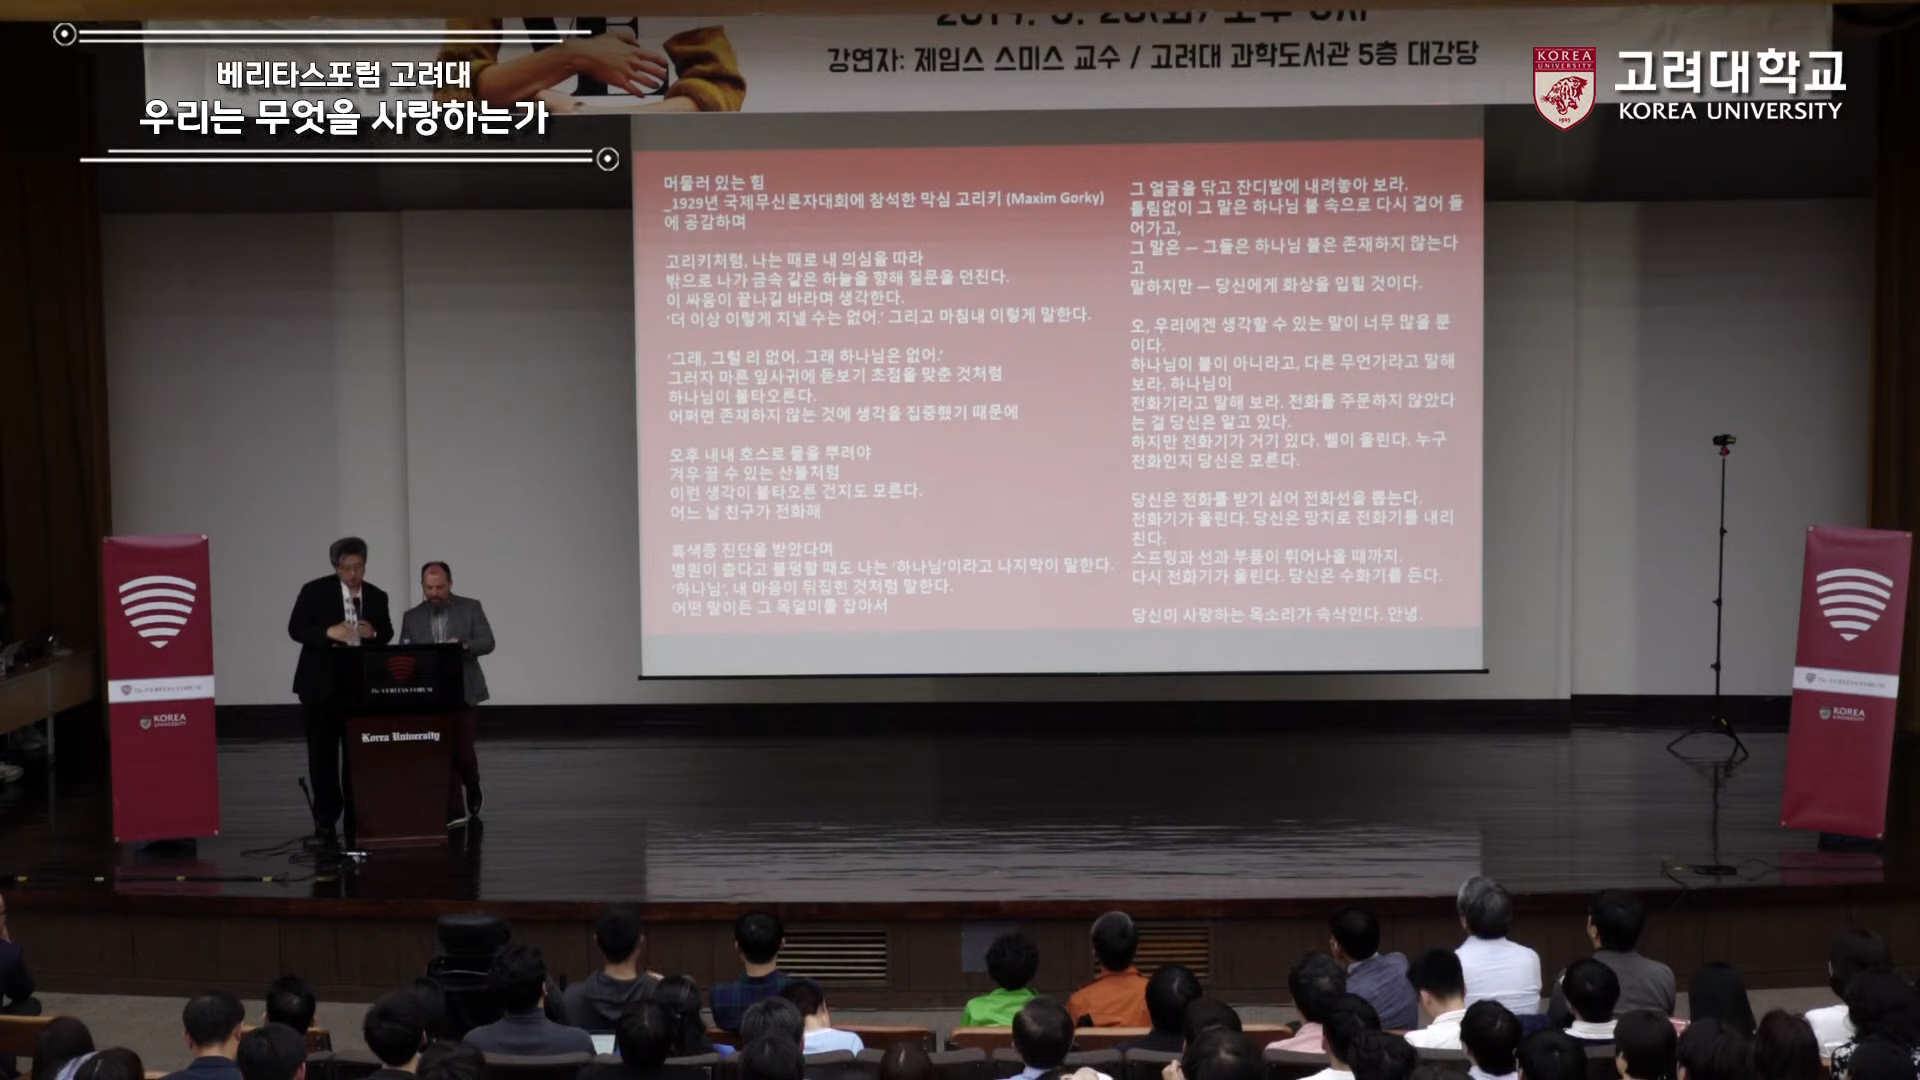 베리타스포럼 고려대
우리는 무엇을 사랑하는가
강연자: 제임스 스미스 교수 / 고려대 과학도서관 5층 대강당
KOREA
UNIVERSITY
1905
고려대학교
KOREA UNIVERSITY
머물러 있는 힘
_1929년 국제무신론자대회에 참석한 막심 고리키 (Maxim Gorky)
에 공감하며
고리키처럼, 나는 때로 내 의심을 따라
밖으로 나가 금속 같은 하늘을 향해 질문을 던진다.
이 싸움이 끝나길 바라며 생각한다.
'더 이상 이렇게 지낼 수는 없어.' 그리고 마침내 이렇게 말한다.
'그래, 그럴 리 없어. 그래 하나님은 없어.'
그러자 마른 잎사귀에 돋보기 초점을 맞춘 것처럼
하나님이 불타오른다.
어쩌면 존재하지 않는 것에 생각을 집중했기 때문에
오후 내내 호스로 물을 뿌려야
겨우 끌 수 있는 산불처럼
이런 생각이 불타오른 건지도 모른다.
어느 날 친구가 전화해
흑색종 진단을 받았다며
병원이 춥다고 불평할 때도 나는 '하나님'이라고 나지막이 말한다.
'하나님', 내 마음이 뒤집힌 것처럼 말한다.
어떤 말이든 그 목덜미를 잡아서
그 얼굴을 닦고 잔디밭에 내려놓아 보라.
틀림없이 그 말은 하나님 불 속으로 다시 걸어 들
어가고,
그 말은 — 그들은 하나님 불은 존재하지 않는다
고
말하지만 — 당신에게 화상을 입힐 것이다.
오, 우리에겐 생각할 수 있는 말이 너무 많을 뿐
이다.
하나님이 불이 아니라고, 다른 무언가라고 말해
보라. 하나님이
전화기라고 말해 보라. 전화를 주문하지 않았다
는 걸 당신은 알고 있다.
하지만 전화기가 거기 있다. 벨이 울린다. 누구
전화인지 당신은 모른다.
당신은 전화를 받기 싫어 전화선을 뽑는다.
전화기가 울린다. 당신은 망치로 전화기를 내리
친다.
스프링과 선과 부품이 튀어나올 때까지.
다시 전화기가 울린다. 당신은 수화기를 든다.
당신이 사랑하는 목소리가 속삭인다. 안녕.
The VERITAS FORUM
KOREA
UNIVERSITY
The VERITAS FORUM
Korea University
The VERITAS FORUM
KOREA
UNIVERSITY